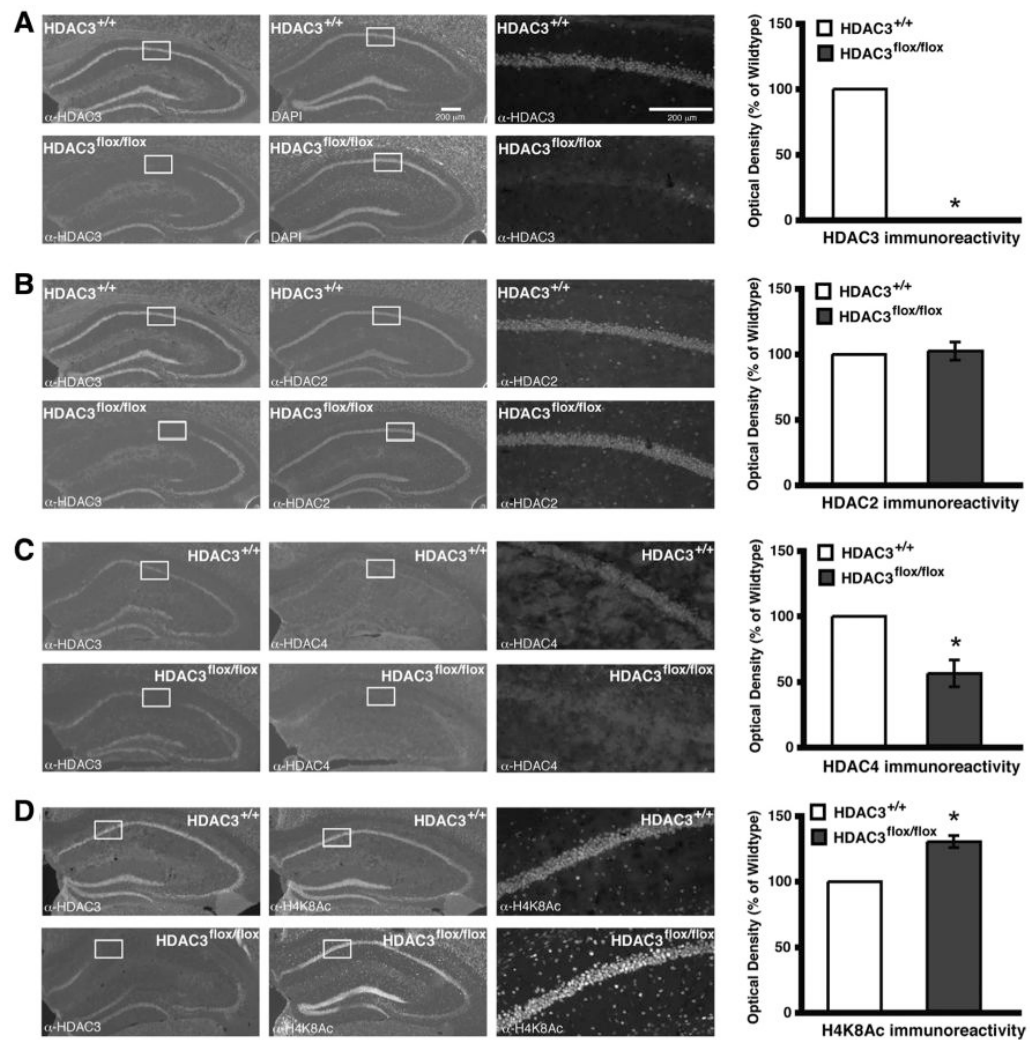 A
HDAC3+/+
α-HDAC3
HDAC3+/+
DAPI
200 µm
HDAC3+/+
α-HDAC3
200 µm
HDAC3flox/flox
α-HDAC3
HDAC3flox/flox
DAPI
HDAC3flox/flox
α-HDAC3
Optical Density (% of Wildtype)
150
100
50
0
HDAC3+/+
HDAC3flox/flox
*
HDAC3 immunoreactivity
B
HDAC3+/+
α-HDAC3
HDAC3+/+
α-HDAC2
HDAC3+/+
α-HDAC2
HDAC3flox/flox
α-HDAC3
HDAC3flox/flox
α-HDAC2
HDAC3flox/flox
α-HDAC2
Optical Density (% of Wildtype)
150
100
50
0
HDAC3+/+
HDAC3flox/flox
HDAC2 immunoreactivity
C
HDAC3+/+
α-HDAC3
HDAC3+/+
α-HDAC4
HDAC3+/+
α-HDAC4
HDAC3flox/flox
α-HDAC3
HDAC3flox/flox
α-HDAC4
HDAC3flox/flox
α-HDAC4
Optical Density (% of Wildtype)
150
100
50
0
HDAC3+/+
HDAC3flox/flox
*
HDAC4 immunoreactivity
D
HDAC3+/+
α-HDAC3
HDAC3+/+
α-H4K8Ac
HDAC3+/+
α-H4K8Ac
HDAC3flox/flox
α-HDAC3
HDAC3flox/flox
α-H4K8Ac
HDAC3flox/flox
α-H4K8Ac
Optical Density (% of Wildtype)
150
100
50
0
HDAC3+/+
HDAC3flox/flox
*
H4K8Ac immunoreactivity